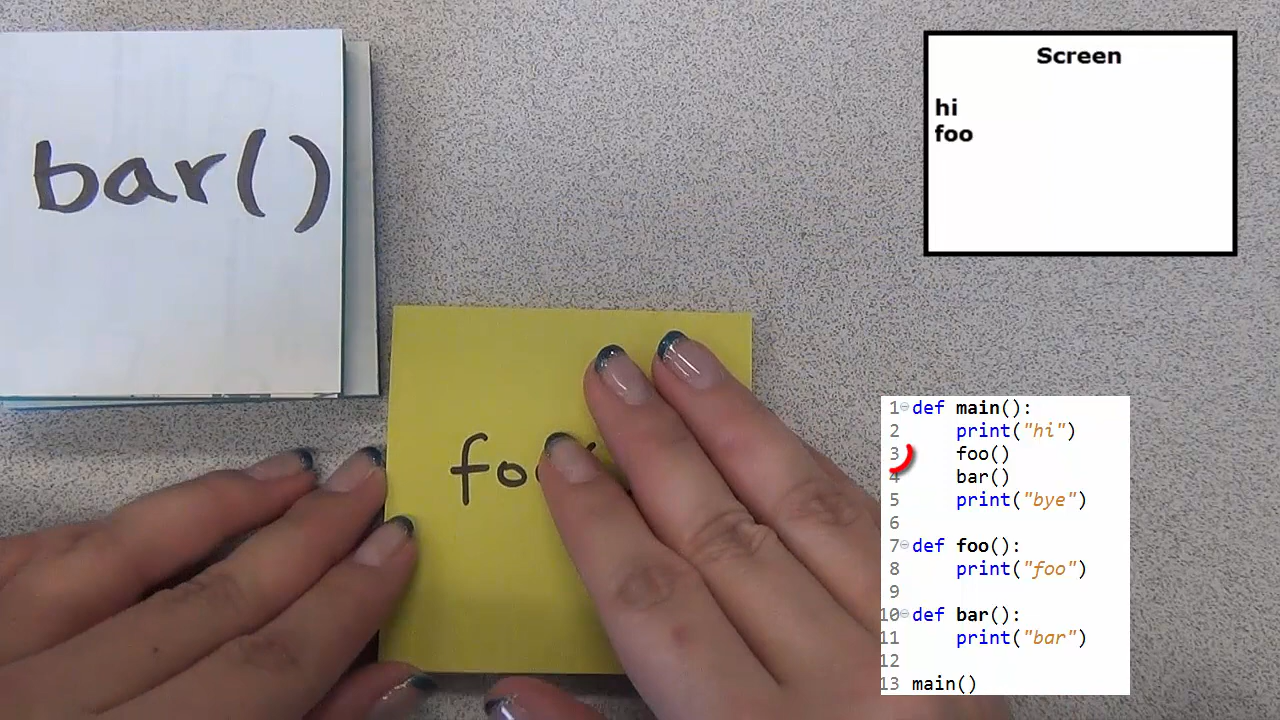 bar()
Screen
hi
foo
1 def main():
2 print("hi")
3 foo()
4 bar()
5 print("bye")
6
7 def foo():
8 print("foo")
9
10 def bar():
11 print("bar")
12
13 main()